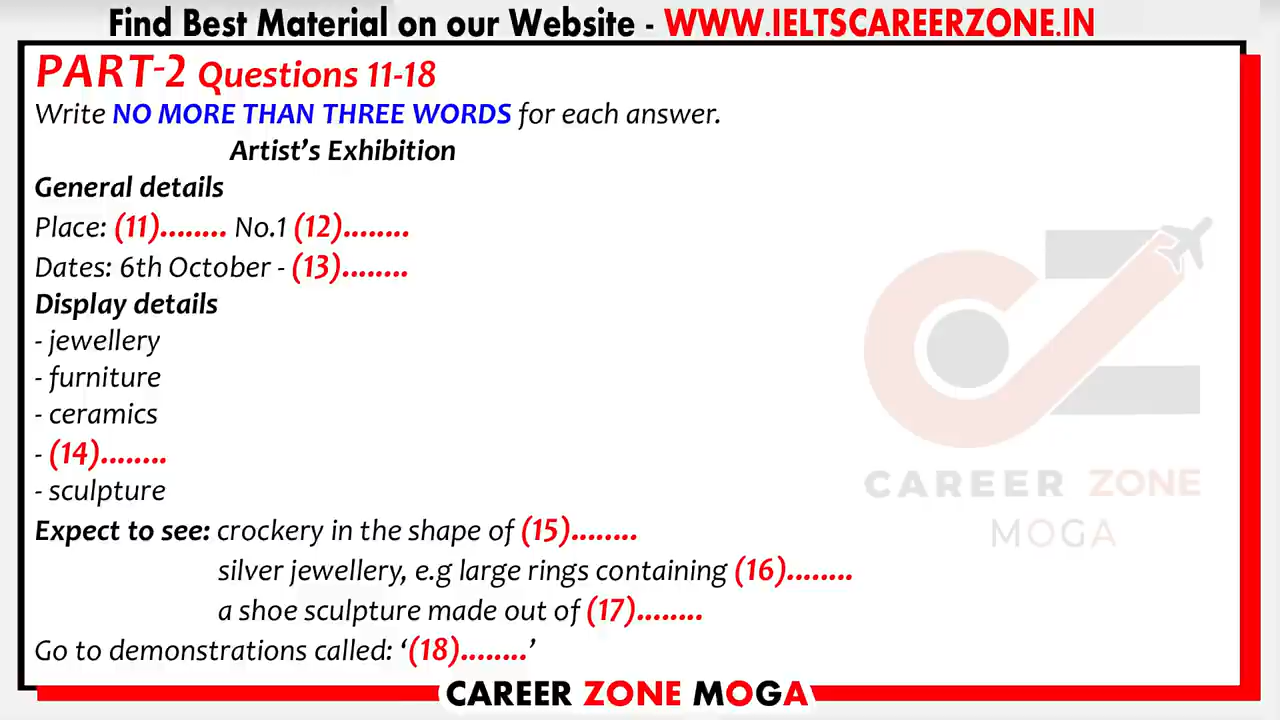 Find Best Material on our Website - WWW.IELTSCAREERZONE.IN
PART-2 Questions 11-18
Write NO MORE THAN THREE WORDS for each answer.
Artist's Exhibition
General details
Place: (11)........ No.1 (12)........
Dates: 6th October - (13)........
Display details
- jewellery
- furniture
- ceramics
- (14)........
- sculpture
Expect to see: crockery in the shape of (15)........
silver jewellery, e.g large rings containing (16)........
a shoe sculpture made out of (17)........
Go to demonstrations called: ‘(18)........’
CAREER ZONE
MOGA
CAREER ZONE MOGA